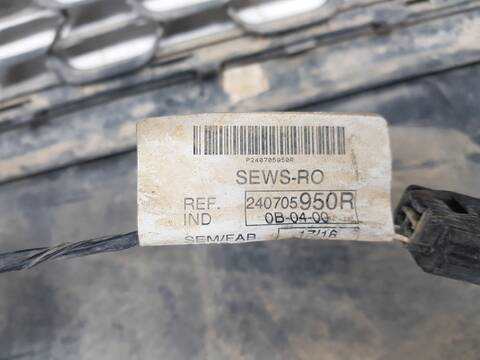 P240705950R
SEWS-RO
REF. 240705950R
IND 0B-04-00
SEM/FAB 17/16